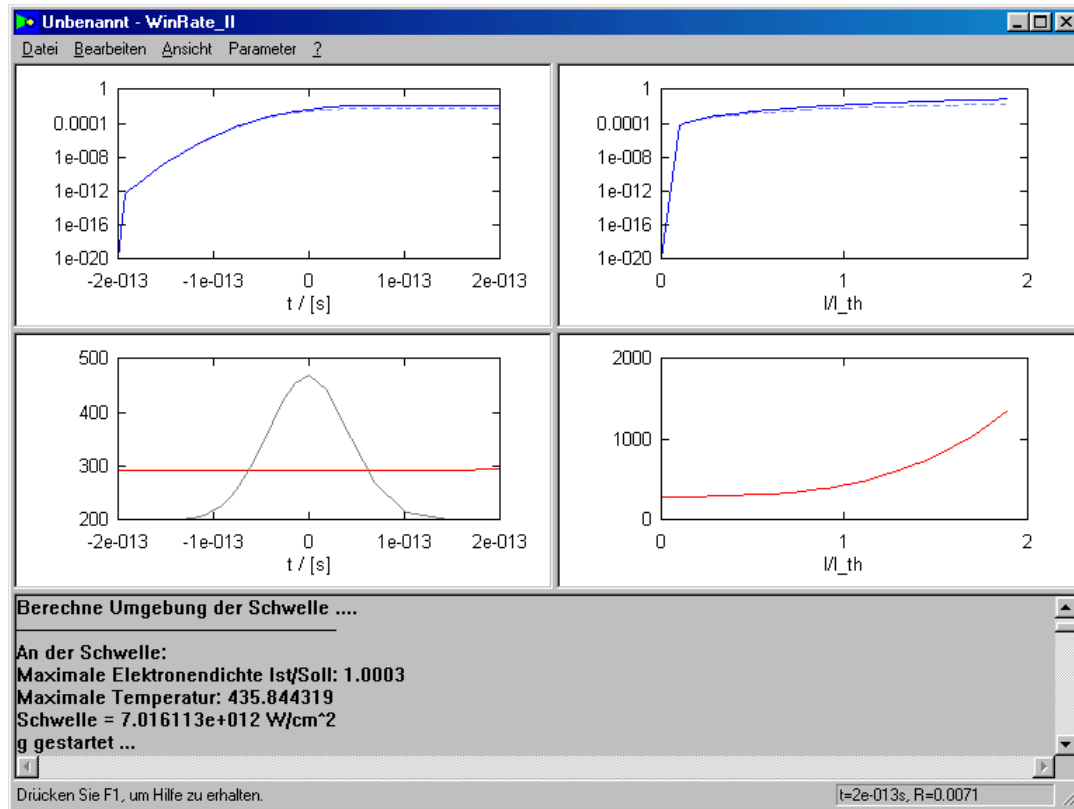 Unbenannt - WinRate_II
Datei Bearbeiten Ansicht Parameter ?
1
0.0001
1e-008
1e-012
1e-016
1e-020
-2e-013 -1e-013 0 1e-013 2e-013
t / [s]
1
0.0001
1e-008
1e-012
1e-016
1e-020
0 1 2
I/I_th
500
400
300
200
-2e-013 -1e-013 0 1e-013 2e-013
t / [s]
2000
1000
0
0 1 2
I/I_th
Berechne Umgebung der Schwelle ....
An der Schwelle:
Maximale Elektronendichte Ist/Soll: 1.0003
Maximale Temperatur: 435.844319
Schwelle = 7.016113e+012 W/cm^2
g gestartet ...
Drücken Sie F1, um Hilfe zu erhalten.
t=2e-013s, R=0.0071